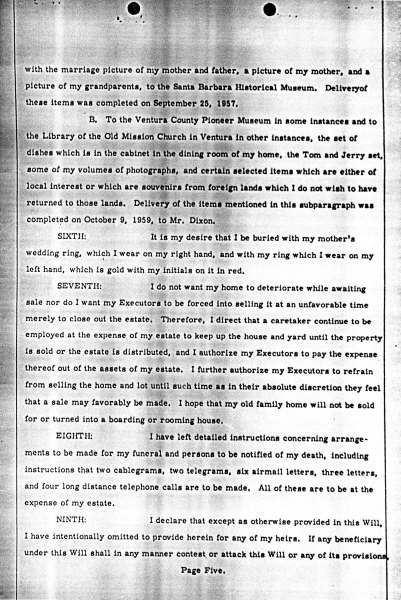 with the marriage picture of my mother and father, a picture of my mother, and a
picture of my grandparents, to the Santa Barbara Historical Museum. Deliveryof
these items was completed on September 25, 1957.
B. To the Ventura County Pioneer Museum in some instances and to
the Library of the Old Mission Church in Ventura in other instances, the set of
dishes which is in the cabinet in the dining room of my home, the Tom and Jerry set,
some of my volumes of photographs, and certain selected items which are either of
local interest or which are souvenirs from foreign lands which I do not wish to have
returned to those lands. Delivery of the items mentioned in this subparagraph was
completed on October 9, 1959, to Mr. Dixon.
SIXTH: It is my desire that I be buried with my mother's
wedding ring, which I wear on my right hand, and with my ring which I wear on my
left hand, which is gold with my initials on it in red.
SEVENTH: I do not want my home to deteriorate while awaiting
sale nor do I want my Executors to be forced into selling it at an unfavorable time
merely to close out the estate. Therefore, I direct that a caretaker continue to be
employed at the expense of my estate to keep up the house and yard until the property
is sold or the estate is distributed, and I authorize my Executors to pay the expense
thereof out of the assets of my estate. I further authorize my Executors to refrain
from selling the home and lot until such time as in their absolute discretion they feel
that a sale may favorably be made. I hope that my old family home will not be sold
for or turned into a boarding or rooming house.
EIGHTH: I have left detailed instructions concerning arrange-
ments to be made for my funeral and persons to be notified of my death, including
instructions that two cablegrams, two telegrams, six airmail letters, three letters,
and four long distance telephone calls are to be made. All of these are to be at the
expense of my estate.
NINTH: I declare that except as otherwise provided in this Will,
I have intentionally omitted to provide herein for any of my heirs. If any beneficiary
under this Will shall in any manner contest or attack this Will or any of its provisions,
Page Five.